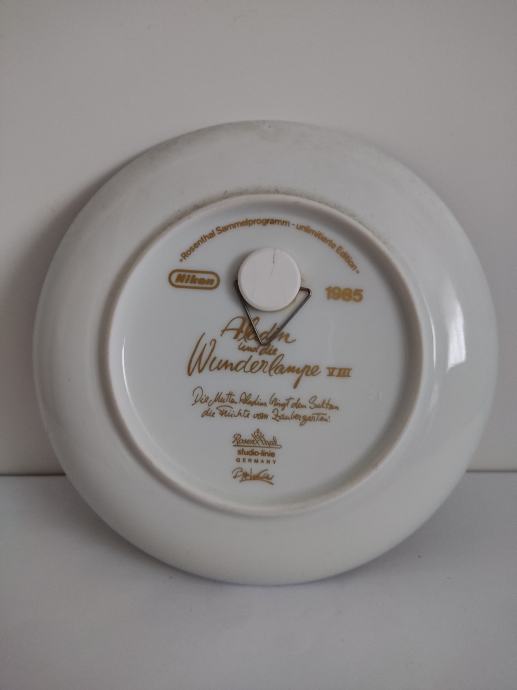 »Rosenthal Sammelprogramm - unlimitierte Edition«
Nikon
1985
Aladin
und die
Wunderlampe VIII
Die Mutter Aladins bringt dem Sultan
die Früchte vom Zaubergarten.
Rosenthal
studio-linie
GERMANY